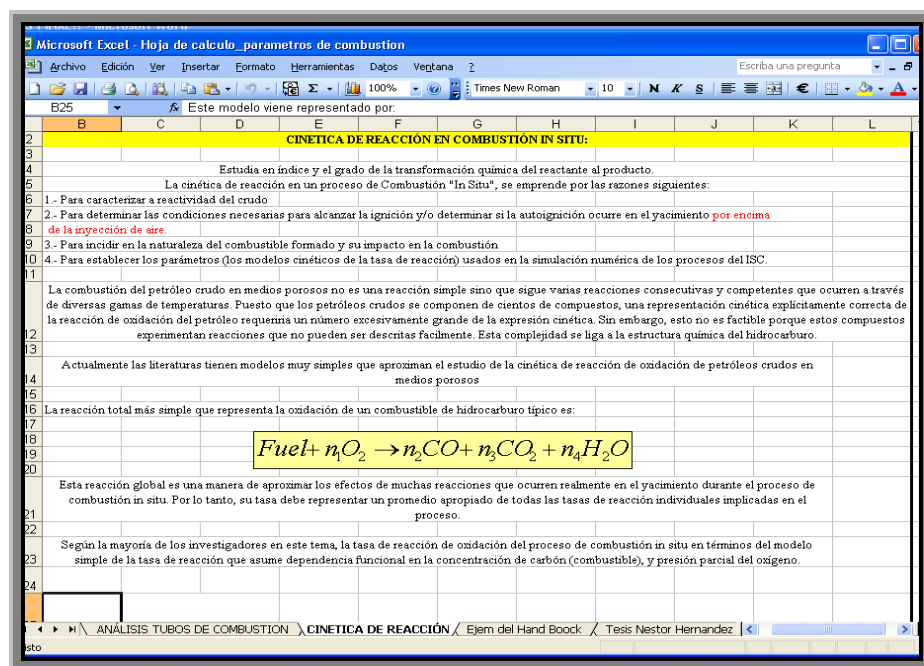 Microsoft Excel - Hoja de calculo_parametros de combustion
Archivo Edición Ver Insertar Formato Herramientas Datos Ventana ? Escriba una pregunta
100% Times New Roman 10 N K S
B25 fx Este modelo viene representado por:
B C D E F G H I J K L
2 CINETICA DE REACCIÓN EN COMBUSTIÓN IN SITU:
3
4 Estudia en índice y el grado de la transformación química del reactante al producto.
5 La cinética de reacción en un proceso de Combustión "In Situ", se emprende por las razones siguientes:
6 1.- Para caracterizar a reactividad del crudo
7 2.- Para determinar las condiciones necesarias para alcanzar la ignición y/o determinar si la autoignición ocurre en el yacimiento por encima
8 de la inyección de aire.
9 3.- Para incidir en la naturaleza del combustible formado y su impacto en la combustión
10 4.- Para establecer los parámetros (los modelos cinéticos de la tasa de reacción) usados en la simulación numérica de los procesos del ISC.
11
La combustión del petróleo crudo en medios porosos no es una reacción simple sino que sigue varias reacciones consecutivas y competentes que ocurren a través
de diversas gamas de temperaturas. Puesto que los petróleos crudos se componen de cientos de compuestos, una representación cinética explícitamente correcta de
la reacción de oxidación del petróleo requeriria un número excesivamente grande de la expresión cinética. Sin embargo, esto no es factible porque estos compuestos
12 experimentan reacciones que no pueden ser descritas facilmente. Esta complejidad se liga a la estructura química del hidrocarburo.
13
Actualmente las literaturas tienen modelos muy simples que aproximan el estudio de la cinética de reacción de oxidación de petróleos crudos en
14 medios porosos
15
16 La reacción total más simple que representa la oxidación de un combustible de hidrocarburo típico es:
17
18
19 Fuel + n₁O₂ → n₂CO + n₃CO₂ + n₄H₂O
20
Esta reacción global es una manera de aproximar los efectos de muchas reacciones que ocurren realmente en el yacimiento durante el proceso de
combustión in situ. Por lo tanto, su tasa debe representar un promedio apropiado de todas las tasas de reacción individuales implicadas en el
21 proceso.
22
Según la mayoría de los investigadores en este tema, la tasa de reacción de oxidación del proceso de combustión in situ en términos del modelo
23 simple de la tasa de reacción que asume dependencia funcional en la concentración de carbón (combustible), y presión parcial del oxígeno.
24
ANÁLISIS TUBOS DE COMBUSTION CINETICA DE REACCIÓN Ejem del Hand Boock Tesis Nestor Hernandez